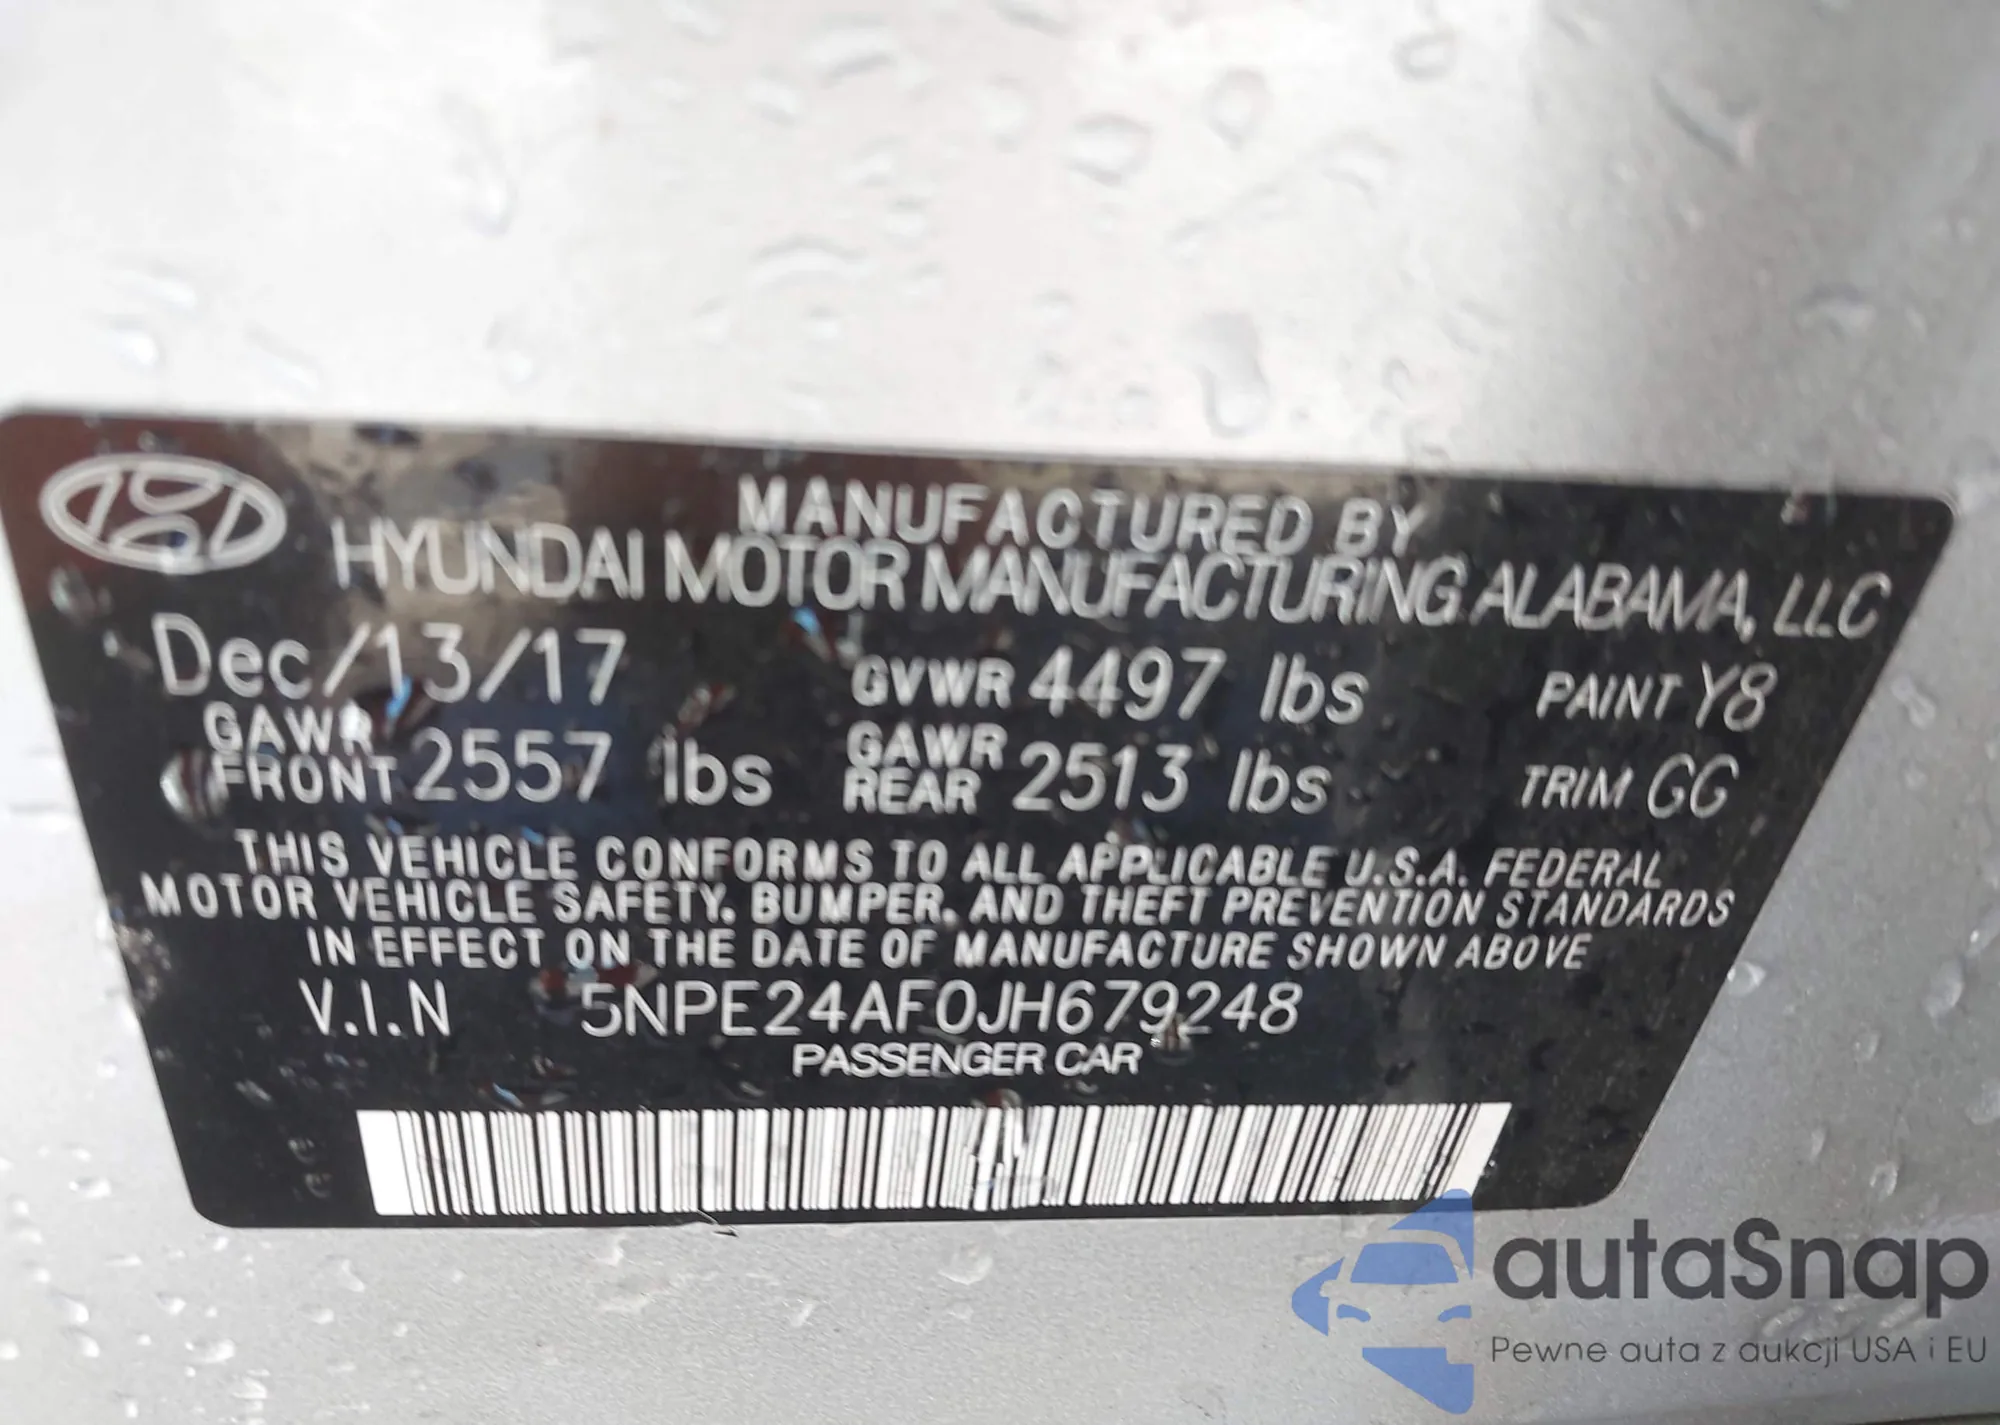 MANUFACTURED BY
HYUNDAI MOTOR MANUFACTURING ALABAMA, LLC
Dec/13/17 GVWR 4497 lbs PAINT Y8
GAWR FRONT 2557 lbs GAWR REAR 2513 lbs TRIM GG
THIS VEHICLE CONFORMS TO ALL APPLICABLE U.S.A. FEDERAL
MOTOR VEHICLE SAFETY, BUMPER, AND THEFT PREVENTION STANDARDS
IN EFFECT ON THE DATE OF MANUFACTURE SHOWN ABOVE
V.I.N 5NPE24AF0JH679248
PASSENGER CAR
autaSnap
Pewne auta z aukcji USA i EU